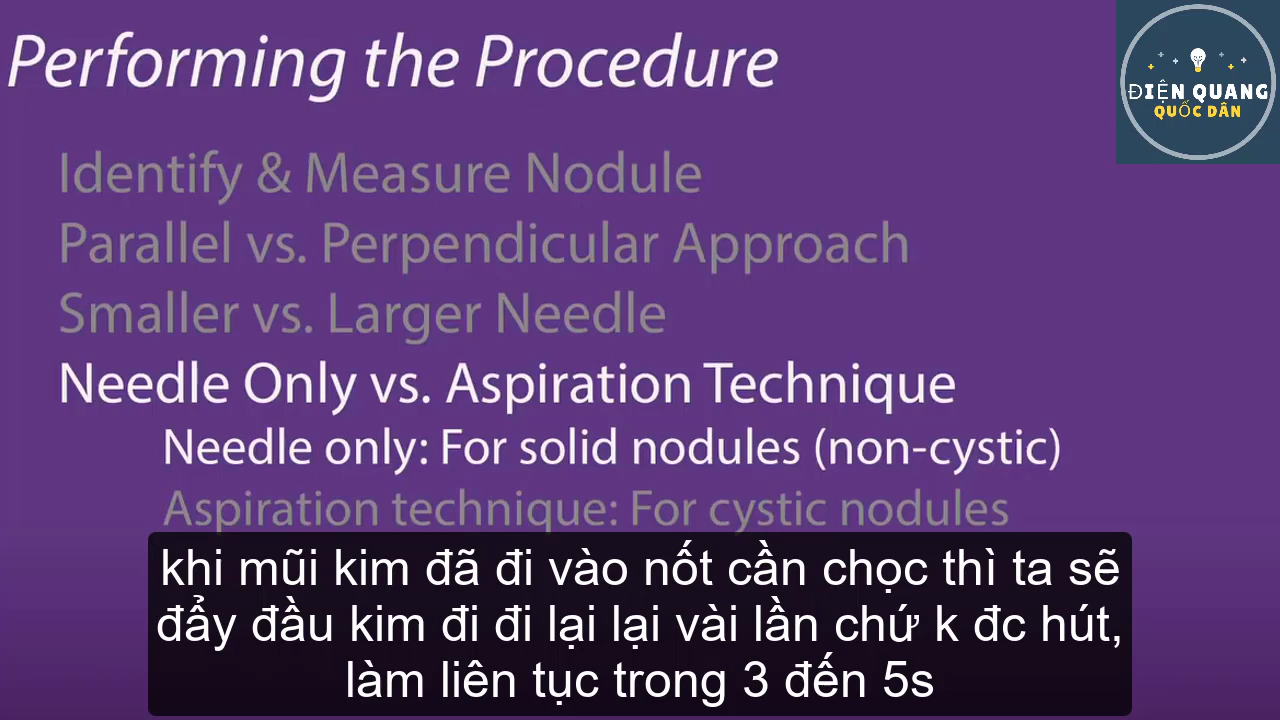 Performing the Procedure
ĐIỆN QUANG
QUỐC DÂN
Identify & Measure Nodule
Parallel vs. Perpendicular Approach
Smaller vs. Larger Needle
Needle Only vs. Aspiration Technique
Needle only: For solid nodules (non-cystic)
Aspiration technique: For cystic nodules
khi mũi kim đã đi vào nốt cần chọc thì ta sẽ
đẩy đầu kim đi đi lại lại vài lần chứ k đc hút,
làm liên tục trong 3 đến 5s